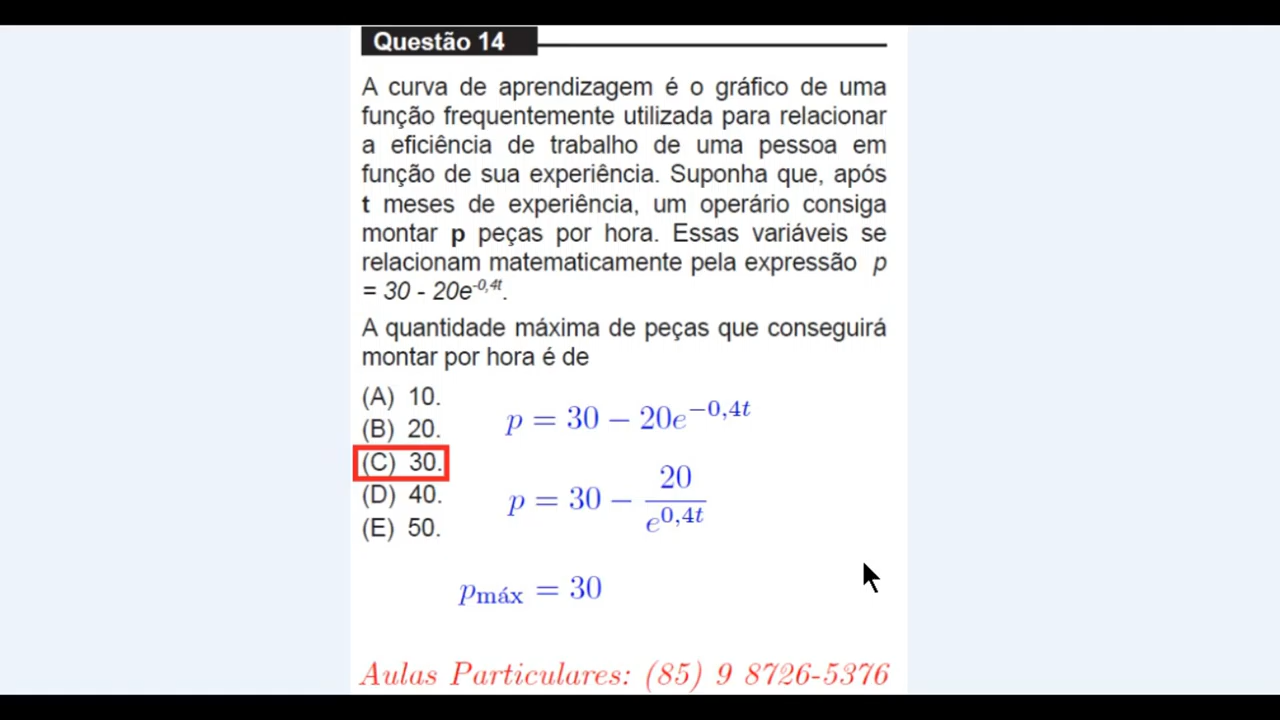 Questão 14
A curva de aprendizagem é o gráfico de uma
função frequentemente utilizada para relacionar
a eficiência de trabalho de uma pessoa em
função de sua experiência. Suponha que, após
t meses de experiência, um operário consiga
montar p peças por hora. Essas variáveis se
relacionam matematicamente pela expressão p
= 30 - 20e^{-0,4t}.
A quantidade máxima de peças que conseguirá
montar por hora é de
(A) 10.
(B) 20.
(C) 30.
(D) 40.
(E) 50.
p = 30 − 20e^{−0,4t}
p = 30 − \frac{20}{e^{0,4t}}
p_{máx} = 30
Aulas Particulares: (85) 9 8726-5376